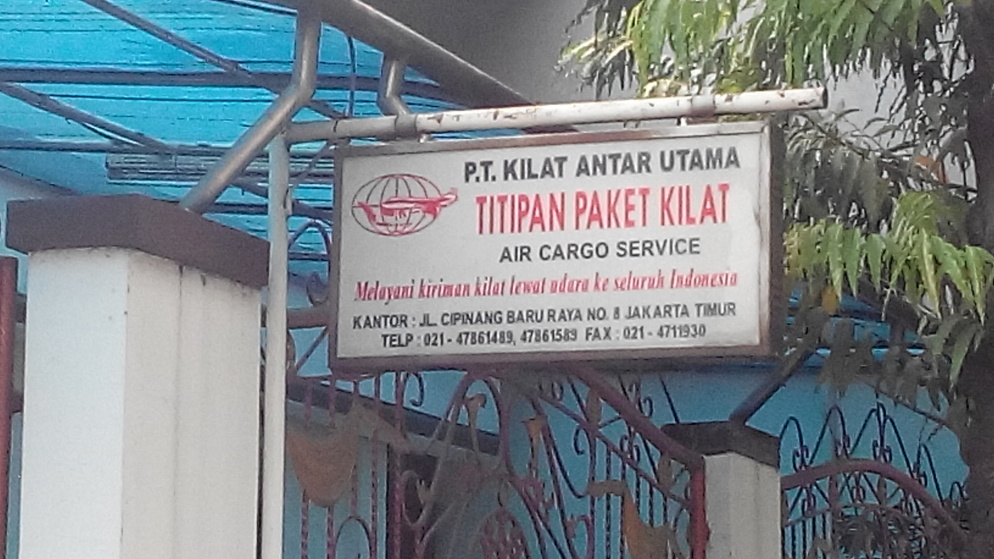 P.T. KILAT ANTAR UTAMA
TITIPAN PAKET KILAT
AIR CARGO SERVICE
Melayani kiriman kilat lewat udara ke seluruh Indonesia
KANTOR : JL. CIPINANG BARU RAYA NO. 8 JAKARTA TIMUR
TELP : 021 - 47861489, 47861589 FAX : 021 - 4711930